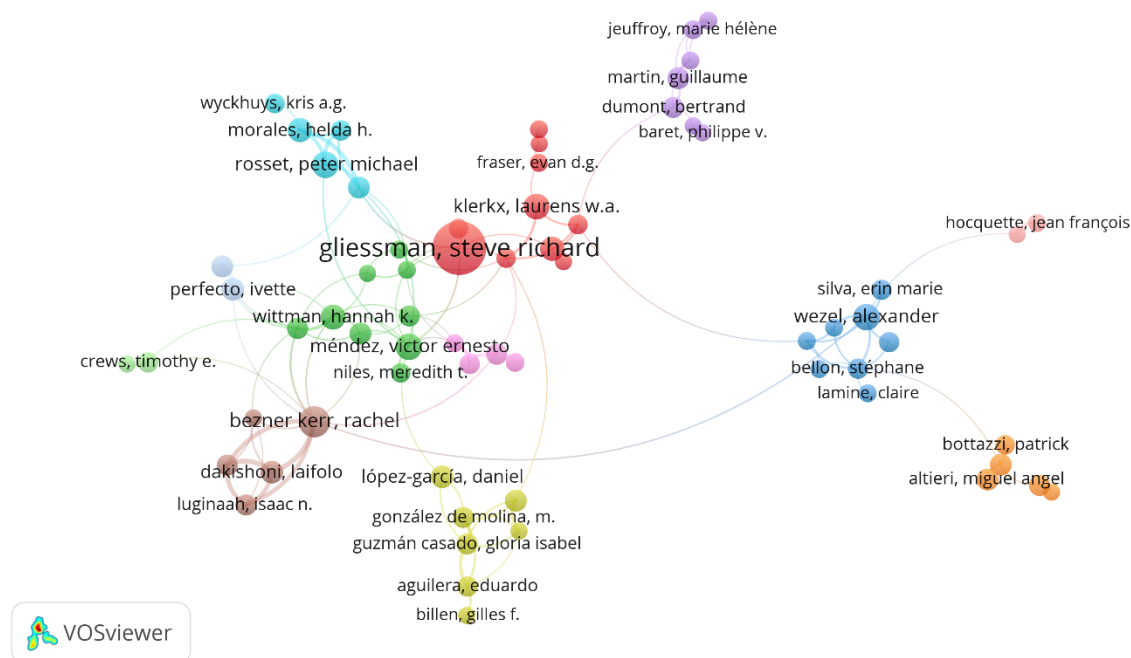 jeuffroy, marie hélène
martin, guillaume
dumont, bertrand
baret, philippe v.
wyckhuys, kris a.g.
morales, helda h.
rosset, peter michael
fraser, evan d.g.
klerkx, laurens w.a.
gliessman, steve richard
hocquette, jean françois
perfecto, ivette
silva, erin marie
wezel, alexander
wittman, hannah k.
méndez, victor ernesto
crews, timothy e.
niles, meredith t.
bellon, stéphane
lamine, claire
bezner kerr, rachel
bottazzi, patrick
dakishoni, laifolo
lópez-garcía, daniel
altieri, miguel angel
luginaah, isaac n.
gonzález de molina, m.
guzmán casado, gloria isabel
aguilera, eduardo
billen, gilles f.
VOSviewer